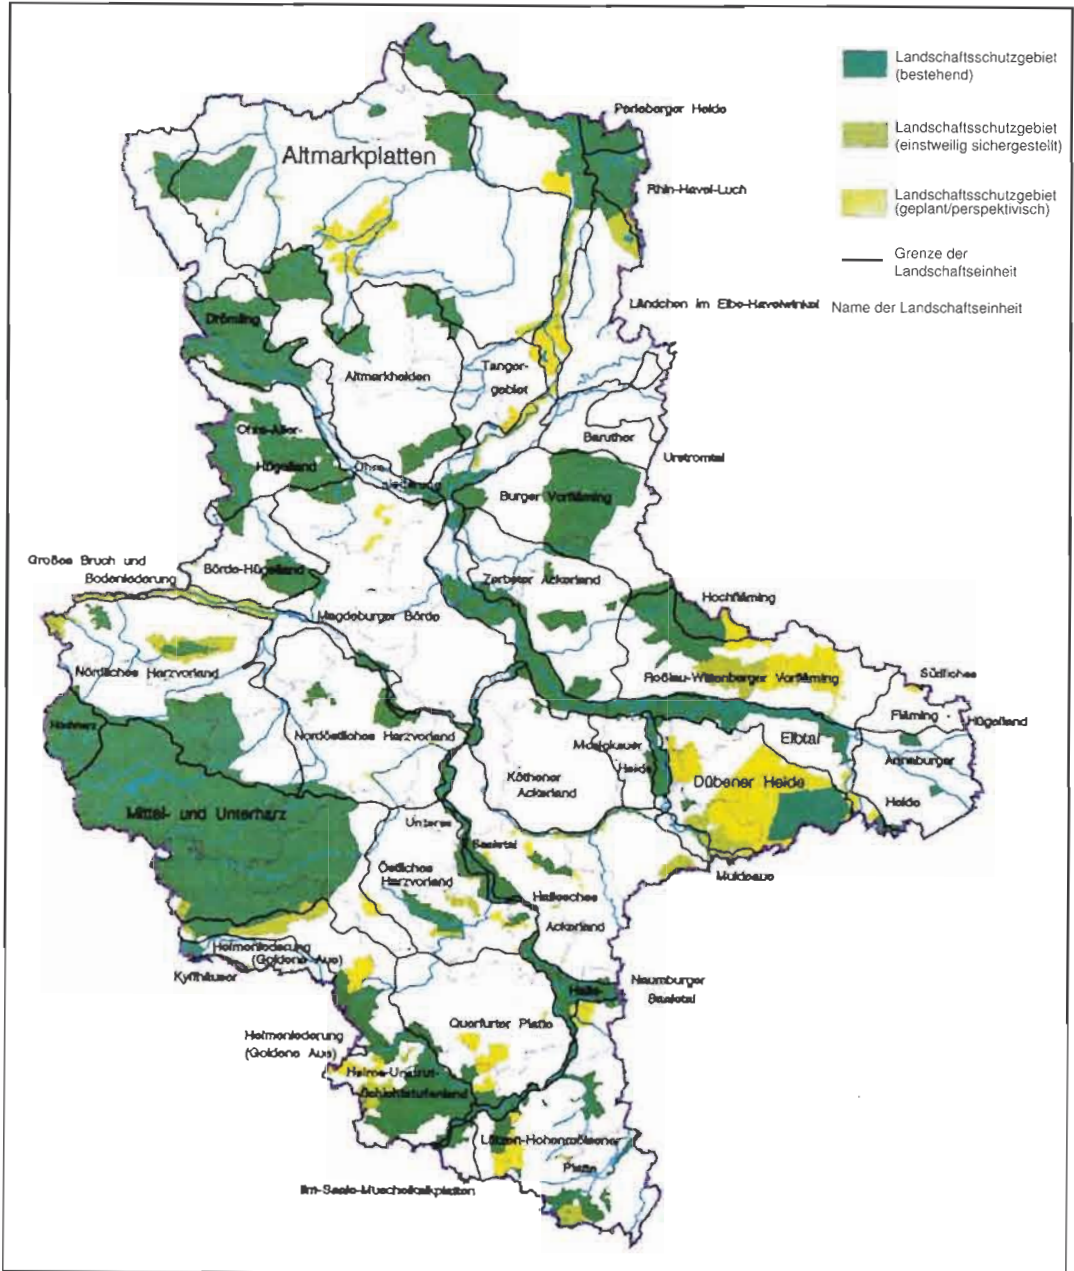 Landschaftsschutzgebiet
(bestehend)
Landschaftsschutzgebiet
(einstweilig sichergestellt)
Landschaftsschutzgebiet
(geplant/perspektivisch)
Grenze der
Landschaftseinheit
Name der Landschaftseinheit
Perleberger Heide
Altmarkplatten
Rhin-Havel-Luch
Ländchen im Elbe-Havelwinkel
Drömling
Altmarkheiden
Tanger-
gebiet
Ohre-Aller-
Hügelland
Baruther
Urstromtal
Ohre
niederung
Burger Vorfläming
Großes Bruch und
Bodeniederung
Börde-Hügelland
Zerbster Ackerland
Hochfläming
Magdeburger Börde
Nördliches Harzvorland
Roßlau-Wittenberger Vorfläming
Südliches
Fläming
Hügelland
Hochharz
Nordöstliches Harzvorland
Mosigkauer
Heide
Elbtal
Annaburger
Heide
Köthener
Ackerland
Dübener Heide
Mittel- und Unterharz
Unteres
Saaletal
Östliches
Harzvorland
Muldeaue
Hallesches
Ackerland
Helmeniederung
(Goldene Aue)
Kyffhäuser
Halle-
Naumburger
Saaletal
Querfurter Platte
Helmeniederung
(Goldene Aue)
Helme-Unstrut-
Schichtstufenland
Lützen-Hohenmölsener
Platte
Ilm-Saale-Muschelkalkplatten